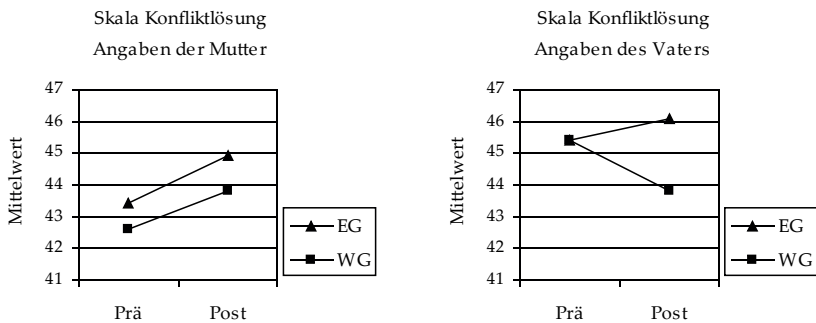 Skala Konfliktlösung
Angaben der Mutter
47
46
45
44
43
42
41
Mittelwert
Prä Post
EG
WG
Skala Konfliktlösung
Angaben des Vaters
47
46
45
44
43
42
41
Mittelwert
Prä Post
EG
WG